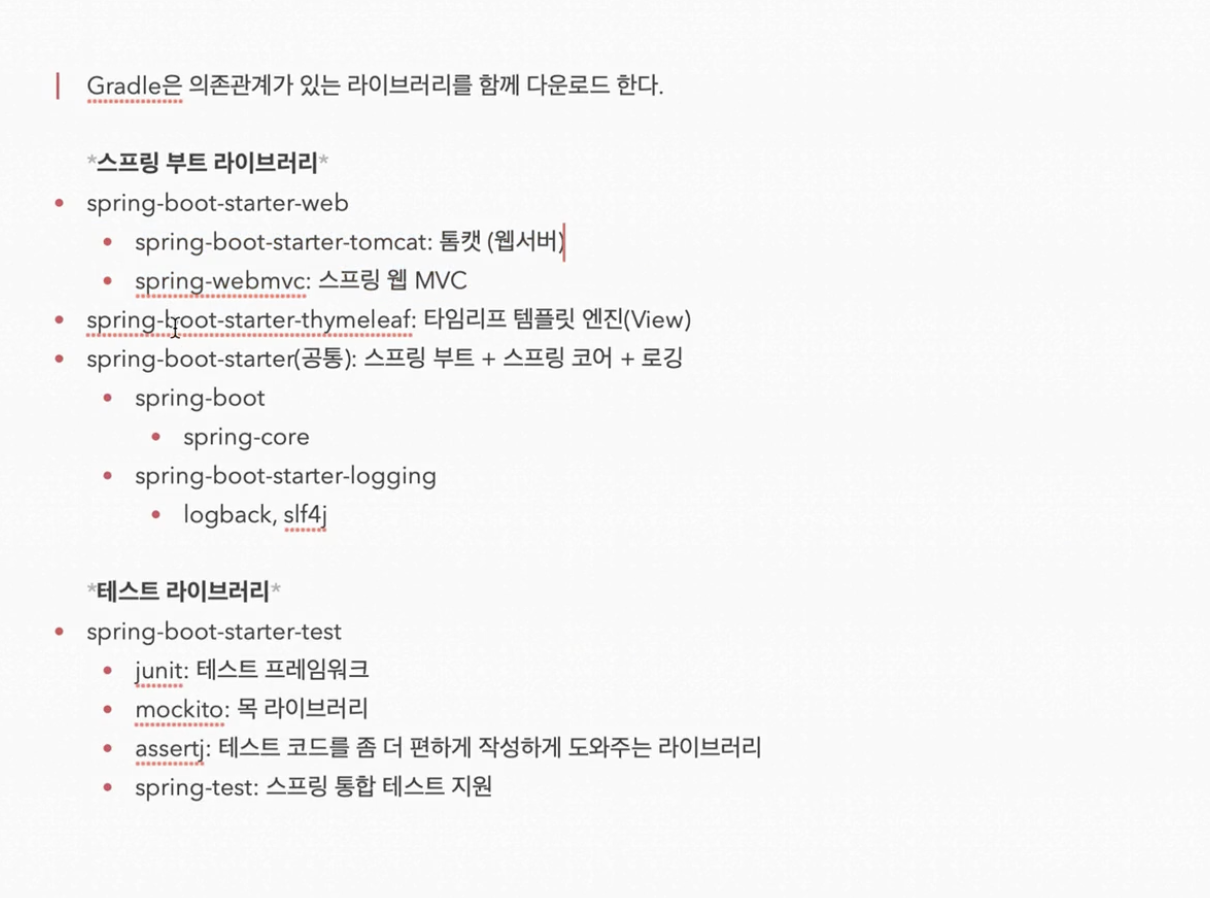 Gradle은 의존관계가 있는 라이브러리를 함께 다운로드 한다.
*스프링 부트 라이브러리*
• spring-boot-starter-web
• spring-boot-starter-tomcat: 톰캣 (웹서버)
• spring-webmvc: 스프링 웹 MVC
• spring-boot-starter-thymeleaf: 타임리프 템플릿 엔진(View)
• spring-boot-starter(공통): 스프링 부트 + 스프링 코어 + 로깅
• spring-boot
• spring-core
• spring-boot-starter-logging
• logback, slf4j
*테스트 라이브러리*
• spring-boot-starter-test
• junit: 테스트 프레임워크
• mockito: 목 라이브러리
• assertj: 테스트 코드를 좀 더 편하게 작성하게 도와주는 라이브러리
• spring-test: 스프링 통합 테스트 지원